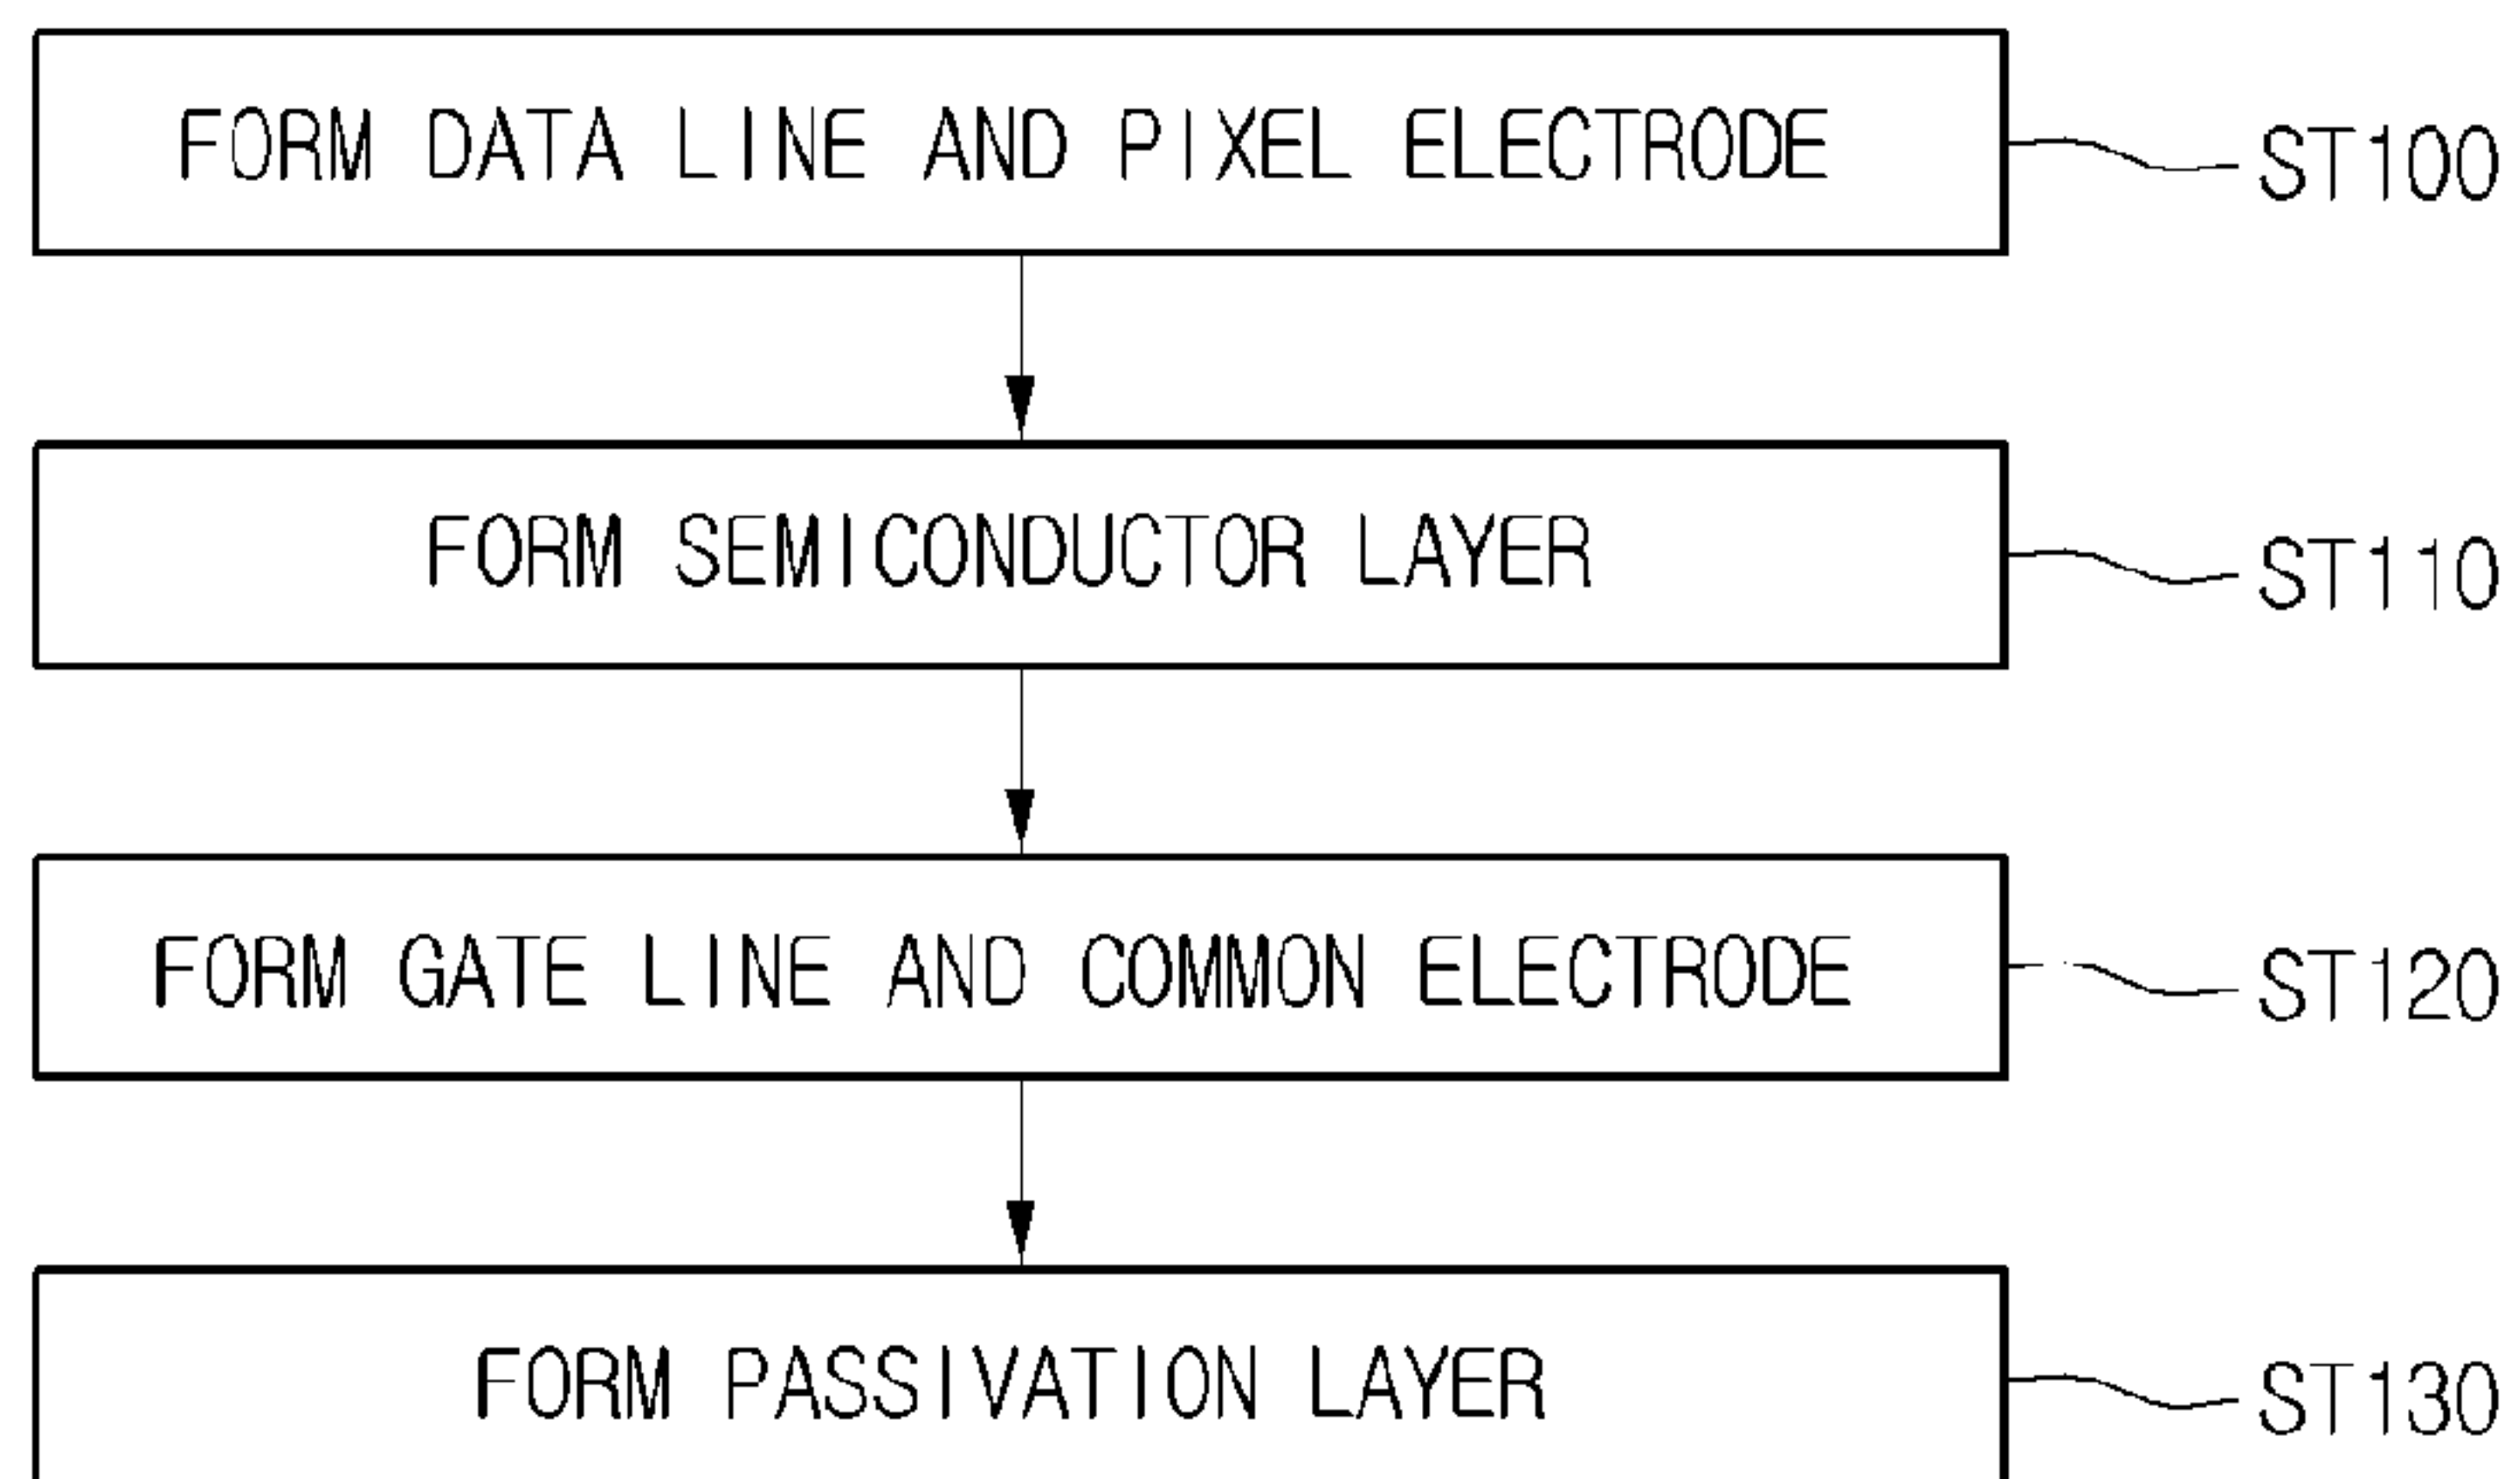 FORM DATA LINE AND PIXEL ELECTRODE
ST100
FORM SEMICONDUCTOR LAYER
ST110
FORM GATE LINE AND COMMON ELECTRODE
ST120
FORM PASSIVATION LAYER
ST130